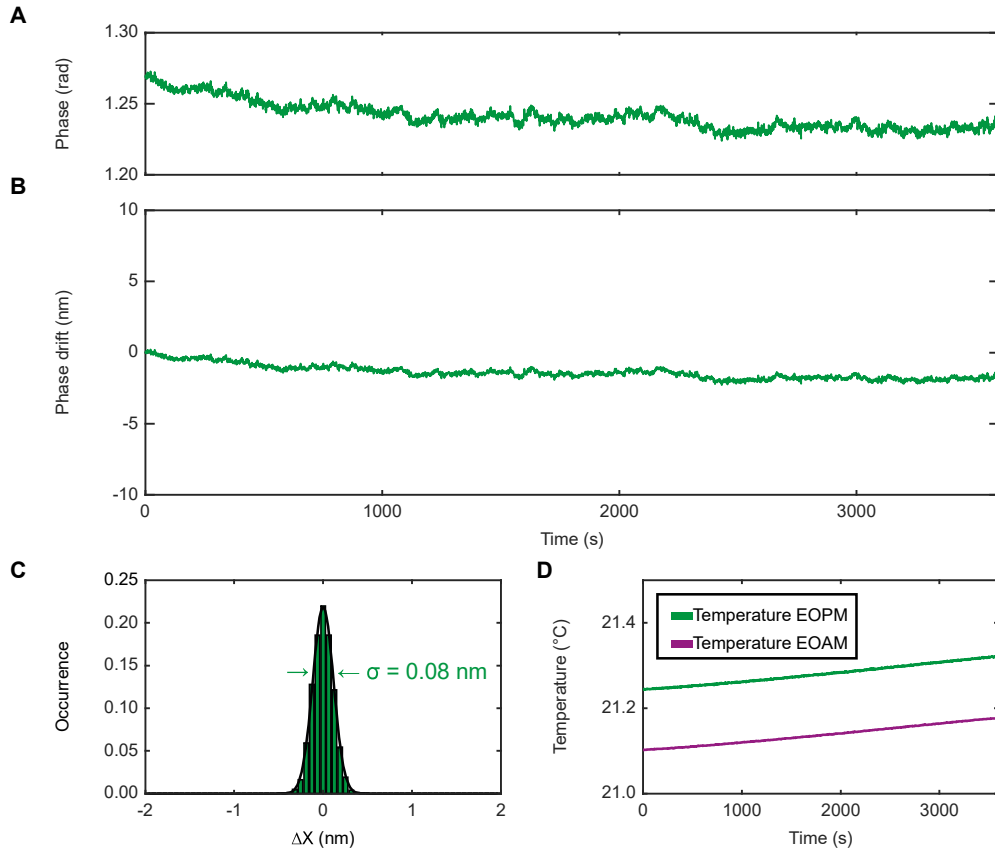 A
1.30
1.25
1.20
Phase (rad)
B
10
5
0
-5
-10
Phase drift (nm)
0
1000
2000
3000
Time (s)
C
0.25
0.20
0.15
0.10
0.05
0.00
Occurrence
→ ← σ = 0.08 nm
-2
-1
0
1
2
ΔX (nm)
D
21.4
21.2
21.0
Temperature (°C)
Temperature EOPM
Temperature EOAM
0
1000
2000
3000
Time (s)